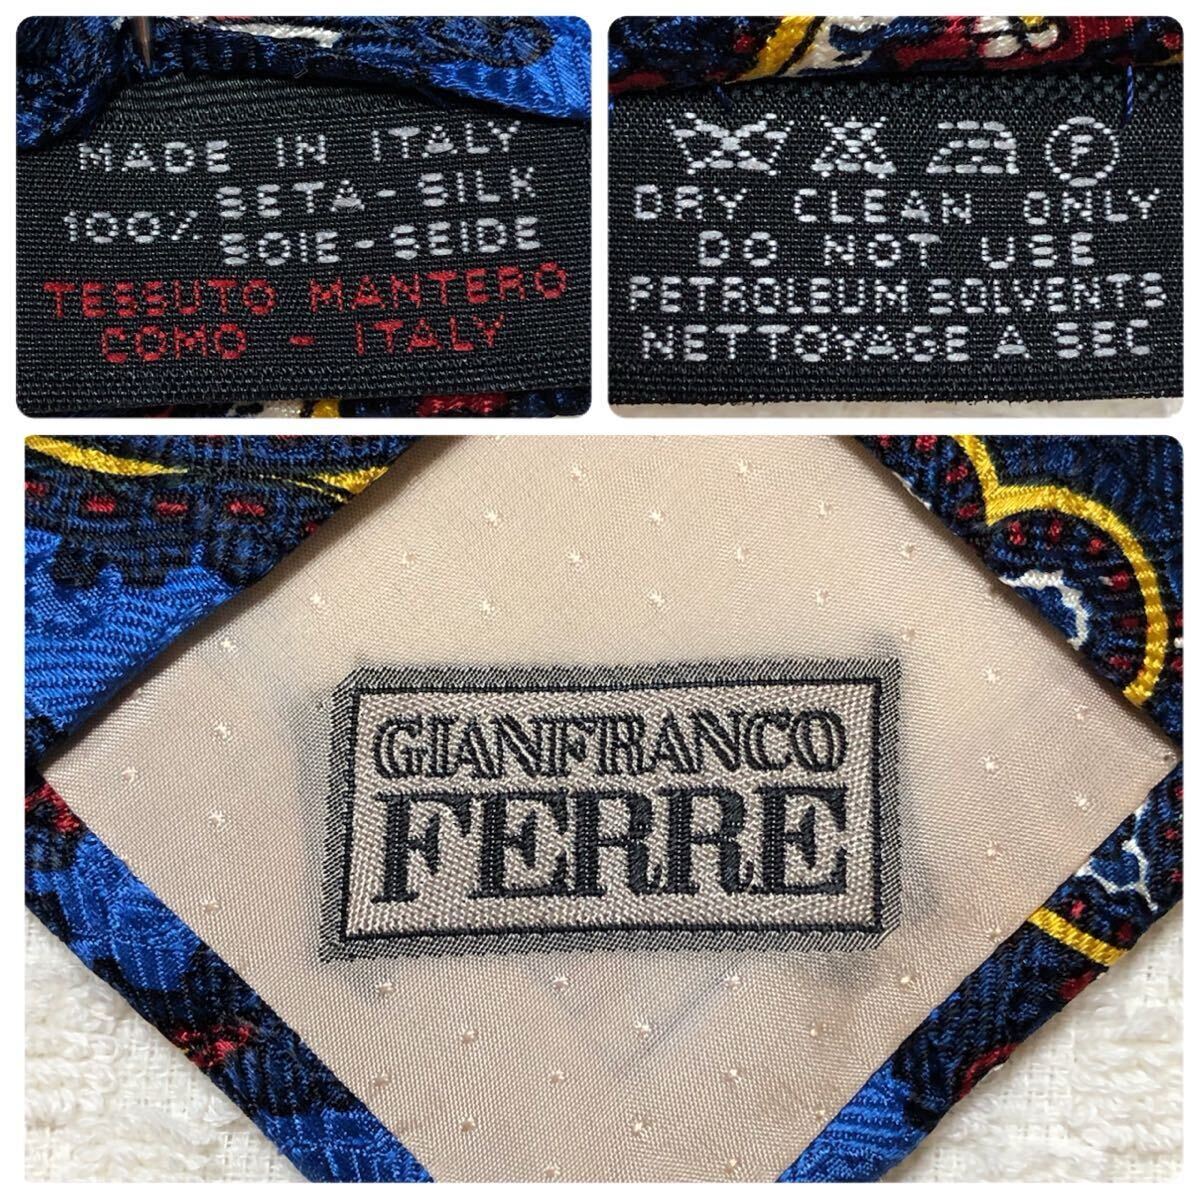 MADE IN ITALY
100% SETA-SILK
SOIE-SEIDE
TESSUTO MANTERO
COMO - ITALY
F
DRY CLEAN ONLY
DO NOT USE
PETROLEUM SOLVENTS
NETTOYAGE A SEC
GIANFRANCO
FERRE